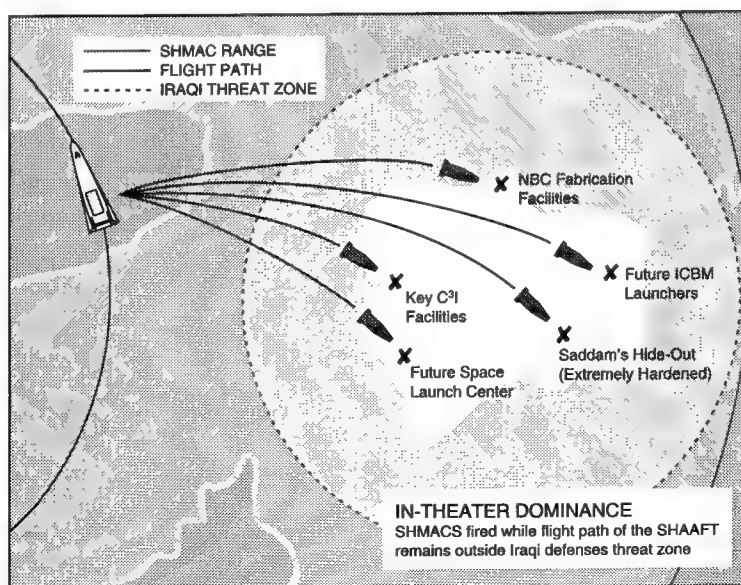 SHMAC RANGE
FLIGHT PATH
IRAQI THREAT ZONE
NBC Fabrication
Facilities
Future ICBM
Launchers
Key C³I
Facilities
Saddam's Hide-Out
(Extremely Hardened)
Future Space
Launch Center
IN-THEATER DOMINANCE
SHMACS fired while flight path of the SHAAFT
remains outside Iraqi defenses threat zone